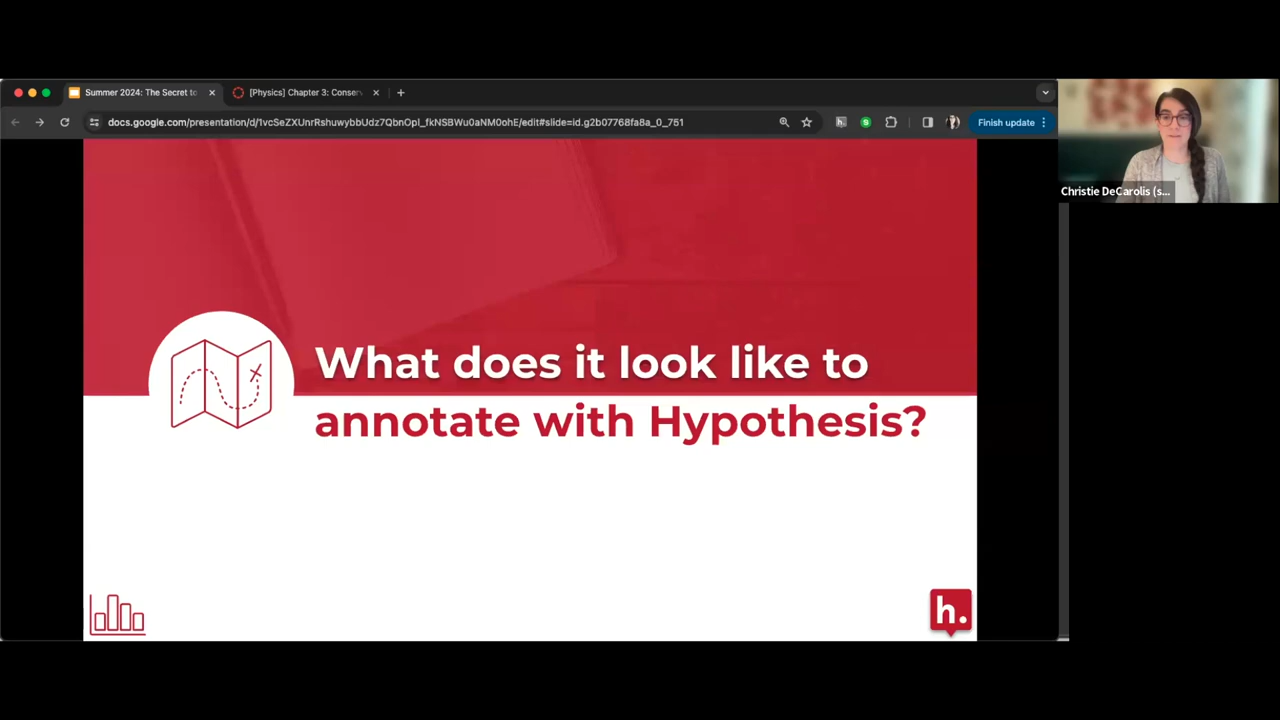 Summer 2024: The Secret to
[Physics] Chapter 3: Conser
docs.google.com/presentation/d/1vcSeZXUnrRshuwybbUdz7QbnOpI_fkNSBWu0aNM0ohE/edit#slide=id.g2b07768fa8a_0_751
Finish update
Christie DeCarolis (s...
What does it look like to
annotate with Hypothesis?
h.